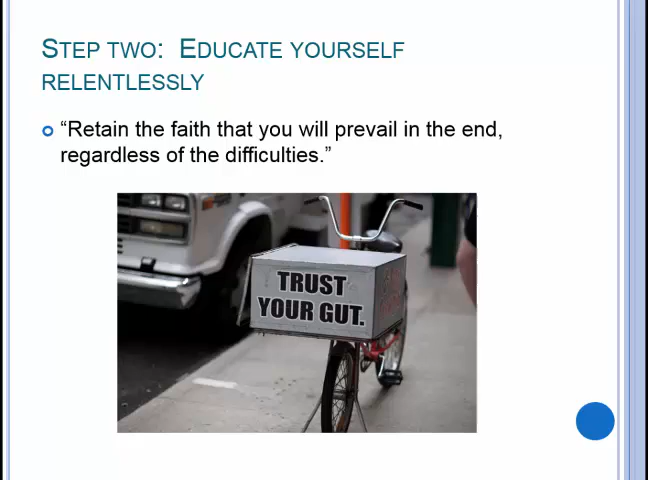 STEP TWO: EDUCATE YOURSELF
RELENTLESSLY
“Retain the faith that you will prevail in the end,
regardless of the difficulties.”
TRUST
YOUR GUT.